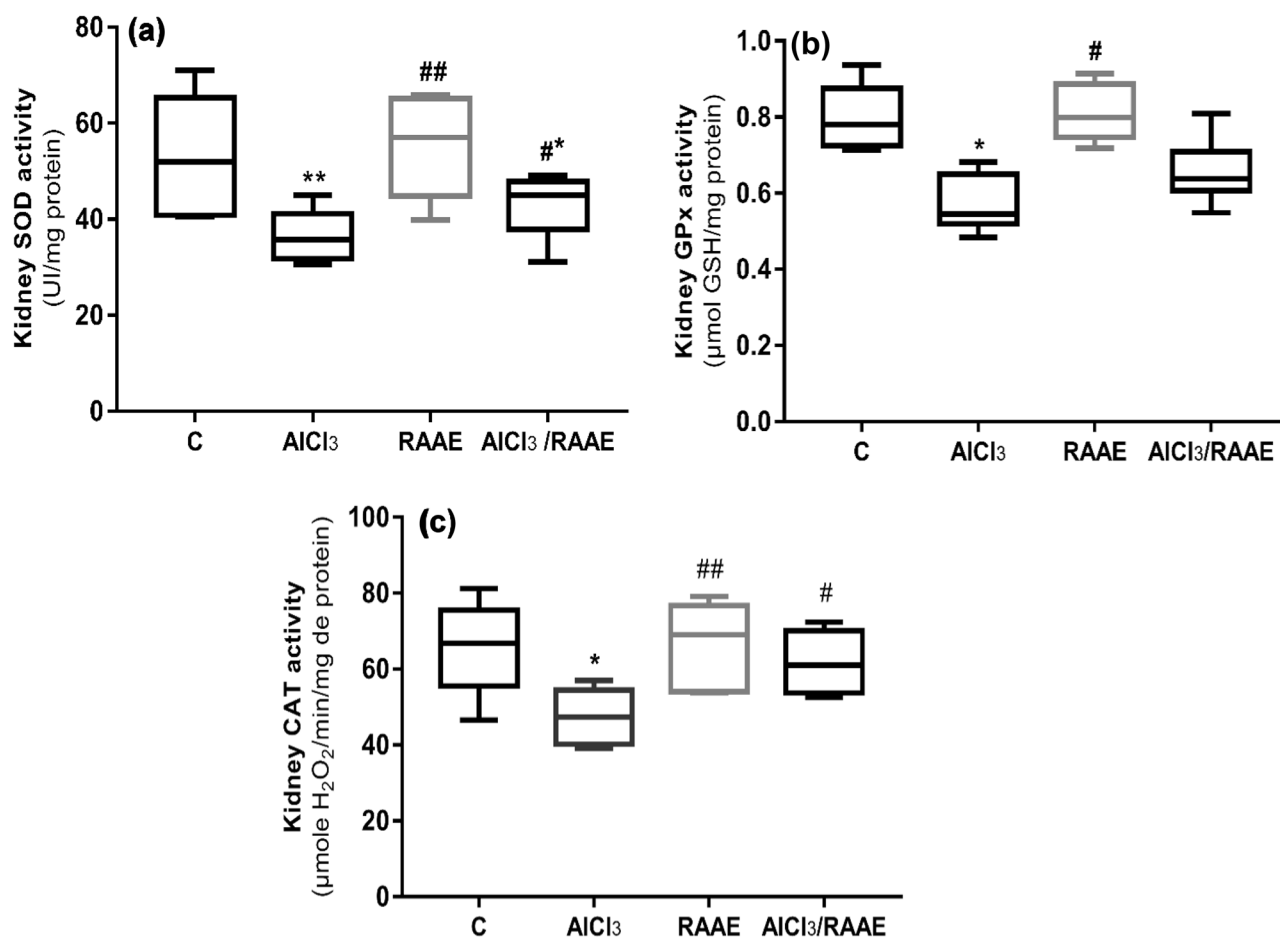 (a)
Kidney SOD activity
(UI/mg protein)
80
60
40
20
0
**
##
#*
C
AlCl3
RAAE
AlCl3 /RAAE
(b)
Kidney GPx activity
(µmol GSH/mg protein)
1.0
0.8
0.6
0.4
0.2
0.0
*
#
C
AlCl3
RAAE
AlCl3/RAAE
(c)
Kidney CAT activity
(µmole H2O2/min/mg de protein)
100
80
60
40
20
0
*
##
#
C
AlCl3
RAAE
AlCl3/RAAE